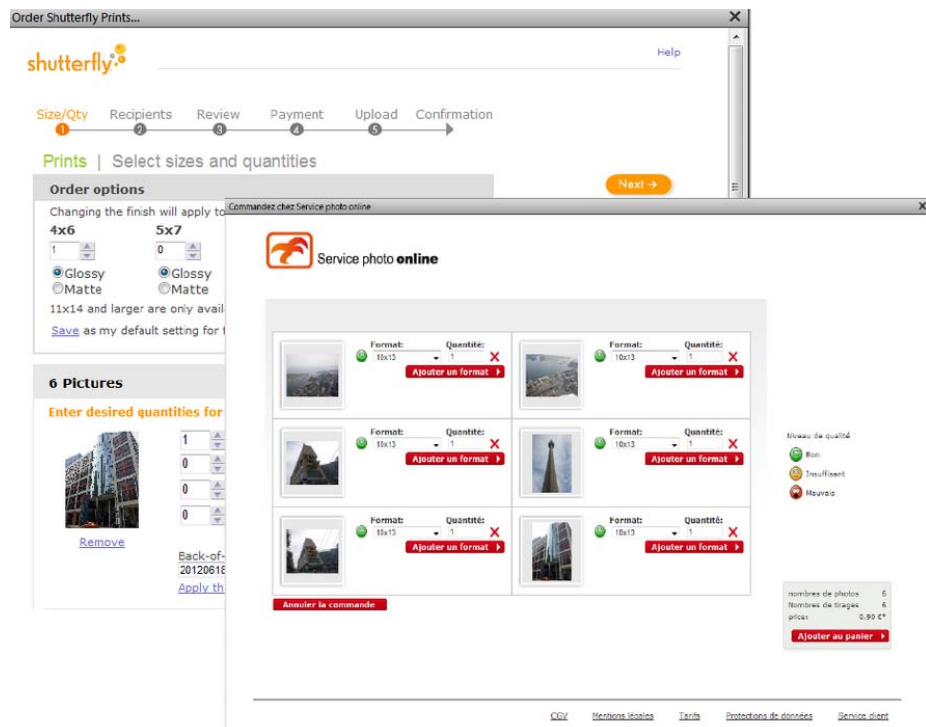 Order Shutterfly Prints...
shutterfly
Help
Size/Qty Recipients Review Payment Upload Confirmation
1 2 3 4 5
Prints | Select sizes and quantities
Order options
Next →
Changing the finish will apply to
4x6 5x7
1 0
Glossy Glossy
Matte Matte
11x14 and larger are only avail
Save as my default setting for
6 Pictures
Enter desired quantities for
1
0
0
0
Remove
Back-of-
20120618
Apply th
Commandez chez Service photo online
Service photo online
Format: Quantité: Format: Quantité:
10x13 1 10x13 1
Ajouter un format Ajouter un format
Format: Quantité: Format: Quantité:
10x13 1 10x13 1
Ajouter un format Ajouter un format
Format: Quantité: Format: Quantité:
10x13 1 10x13 1
Ajouter un format Ajouter un format
Annuler la commande
Niveau de qualité
Bon
Insuffisant
Mauvais
nombres de photos 6
Nombres de tirages 6
price: 0,90 €*
Ajouter au panier
CGV Mentions légales Tarifs Protections de données Service client